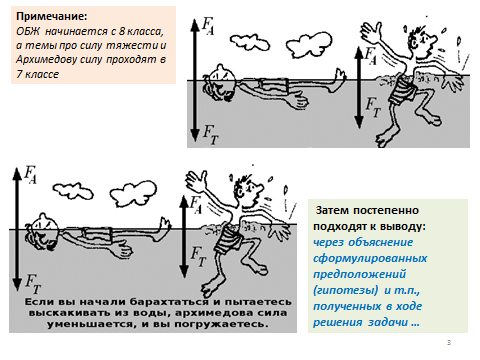 Примечание:
ОБЖ начинается с 8 класса,
а темы про силу тяжести и
Архимедову силу проходят в
7 классе
F_A
F_A
F_T
F_T
F_A
F_A
F_T
F_T
Если вы начали барахтаться и пытаетесь
выскакивать из воды, архимедова сила
уменьшается, и вы погружаетесь.
Затем постепенно
подходят к выводу:
через объяснение
сформулированных
предположений
(гипотезы) и т.п.,
полученных в ходе
решения задачи ...
3